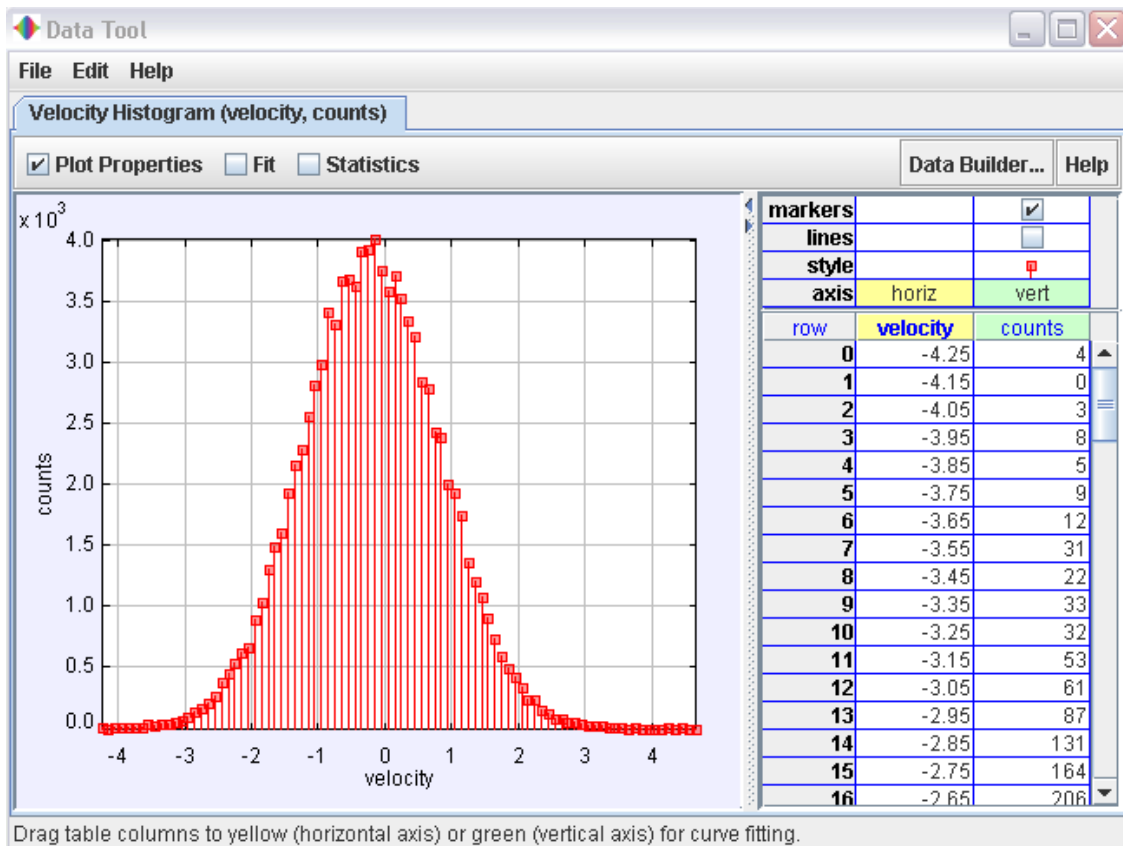 Data Tool
File Edit Help
Velocity Histogram (velocity, counts)
Plot Properties Fit Statistics Data Builder... Help
x 10³
4.0
3.5
3.0
2.5
2.0
1.5
1.0
0.5
0.0
counts
-4 -3 -2 -1 0 1 2 3 4
velocity
markers
lines
style
axis horiz vert
row velocity counts
0 -4.25 4
1 -4.15 0
2 -4.05 3
3 -3.95 8
4 -3.85 5
5 -3.75 9
6 -3.65 12
7 -3.55 31
8 -3.45 22
9 -3.35 33
10 -3.25 32
11 -3.15 53
12 -3.05 61
13 -2.95 87
14 -2.85 131
15 -2.75 164
16 -2.65 206
Drag table columns to yellow (horizontal axis) or green (vertical axis) for curve fitting.